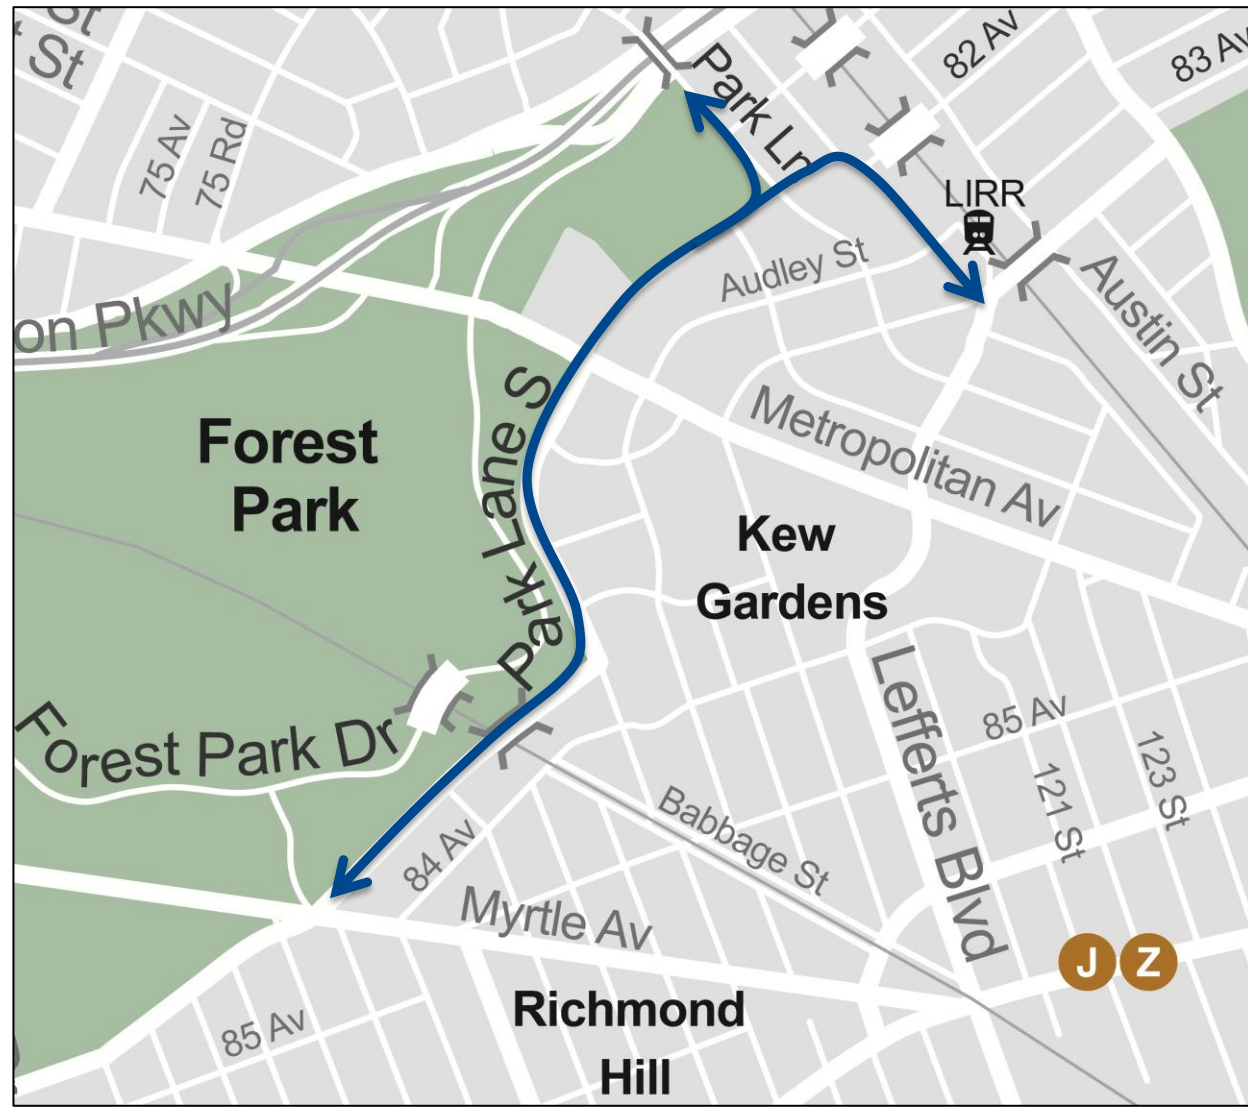 St
St
75 Av
75 Rd
Park Ln
82 Av
83 Av
LIRR
Audley St
Austin St
on Pkwy
Forest
Park
Park Lane S
Metropolitan Av
Kew
Gardens
Forest Park Dr
Lefferts Blvd
85 Av
121 St
123 St
84 Av
Babbage St
Myrtle Av
J Z
Richmond
Hill
85 Av